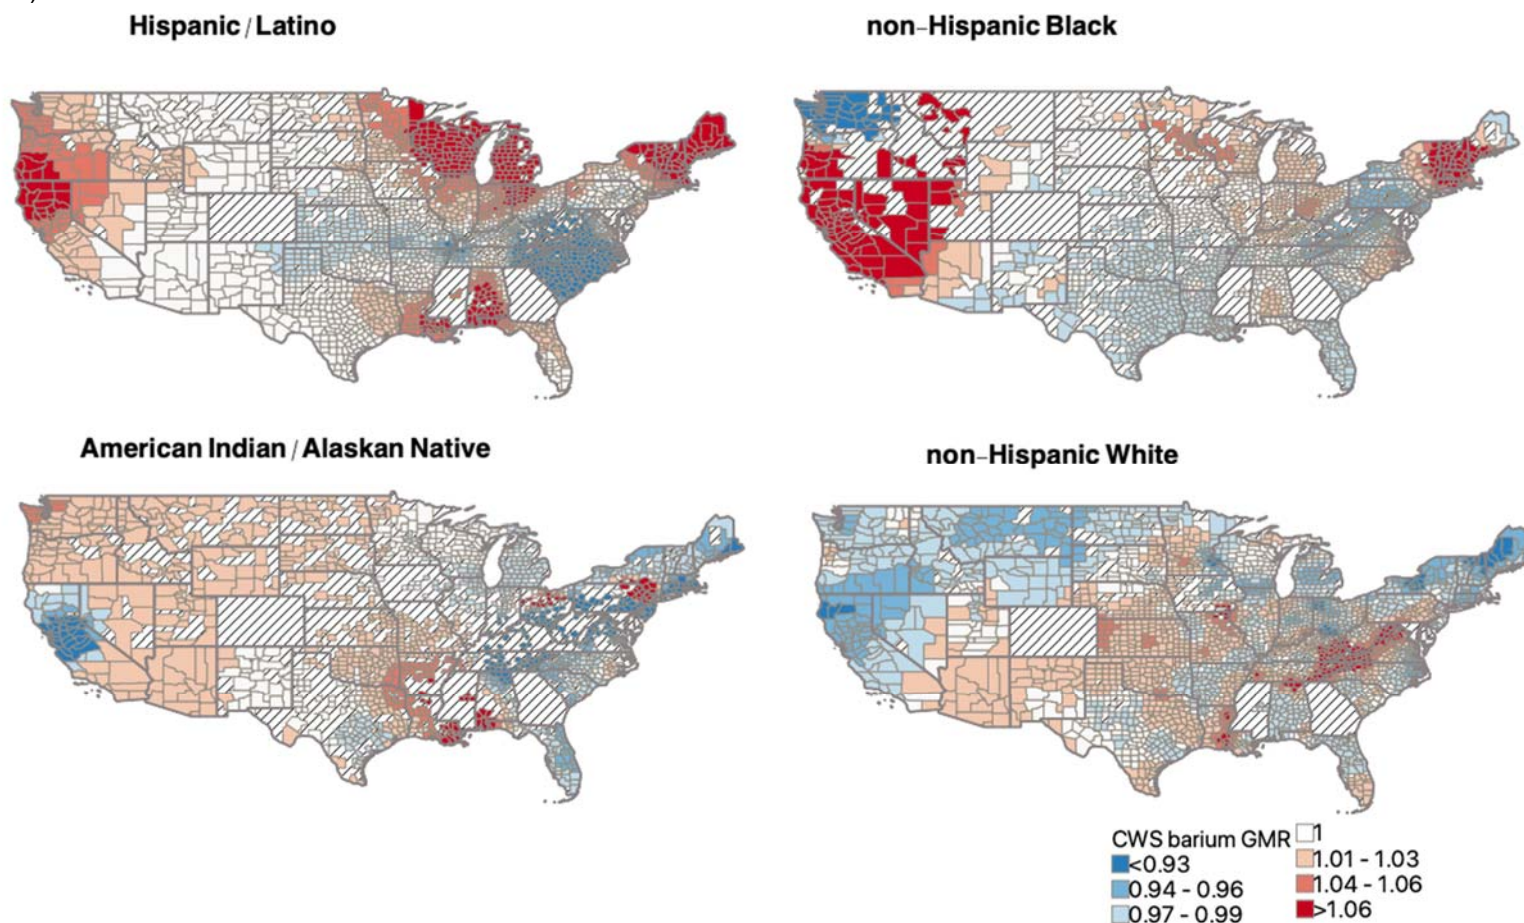 Hispanic / Latino
non-Hispanic Black
American Indian / Alaskan Native
non-Hispanic White
CWS barium GMR
<0.93
0.94 - 0.96
0.97 - 0.99
1
1.01 - 1.03
1.04 - 1.06
>1.06